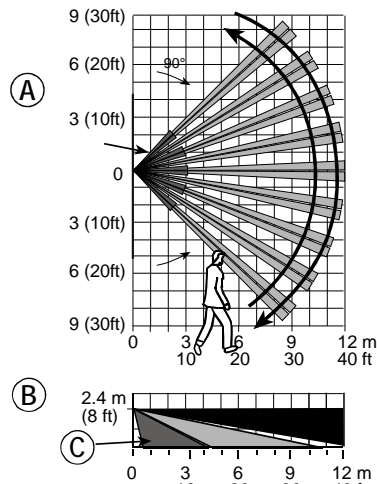 9 (30ft)
90°
6 (20ft)
A
3 (10ft)
0
3 (10ft)
6 (20ft)
9 (30ft)
0 3 6 9 12 m
10 20 30 40 ft
B
2.4 m
(8 ft)
C
0 3 6 9 12 m